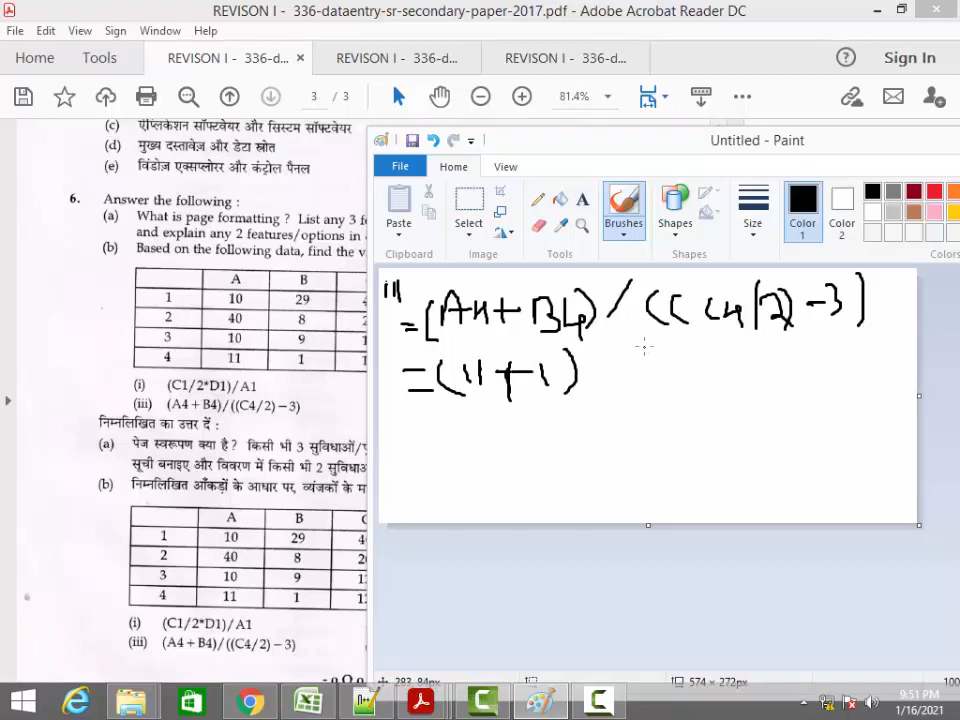 REVISON I - 336-dataentry-sr-secondary-paper-2017.pdf - Adobe Acrobat Reader DC
File Edit View Sign Window Help
Home Tools REVISON I - 336-d... × REVISON I - 336-d... REVISON I - 336-d... Sign In
3 / 3 81.4%
(c) ऐप्लिकेशन सॉफ्टवेयर और सिस्टम सॉफ्टवेयर
(d) मुख्य दस्तावेज़ और डेटा स्रोत
(e) विंडोज़ एक्सप्लोरर और कंट्रोल पैनल
6. Answer the following :
(a) What is page formatting ? List any 3
and explain any 2 features/options in
(b) Based on the following data, find the
A B
1 10 29
2 40 8
3 10 9
4 11 1
(i) (C1/2*D1)/A1
(iii) (A4+B4)/((C4/2)-3)
निम्नलिखित का उत्तर दें :
(a) पेज स्वरूपण क्या है ? किसी भी 3
सूची बनाइए और विवरण में किसी भी 2
(b) निम्नलिखित आँकड़ों के आधार पर, व्यंजकों के
A B
1 10 29
2 40 8
3 10 9
4 11 1
(i) (C1/2*D1)/A1
(iii) (A4+B4)/((C4/2)-3)
Untitled - Paint
File Home View
Paste Select Brushes Shapes Size Color 1 Color 2
Clipboard Image Tools Shapes Colors
III
=(A4+B4)/((C4/2)-3)
=(11+1)
283, 84px 574 × 272px 100
9:51 PM
1/16/2021